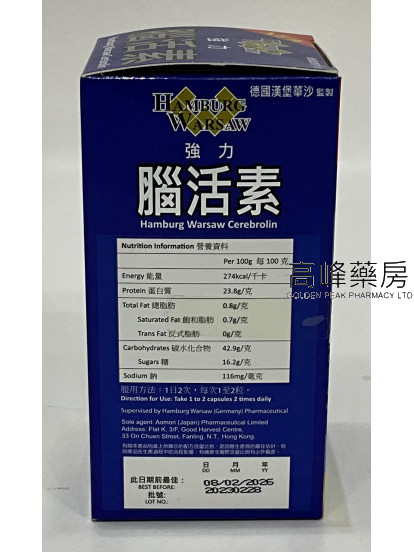 德國漢堡華沙 監製
HAMBURG
WARSAW
強力
腦活素
Hamburg Warsaw Cerebrolin
Nutrition Information 營養資料
Per 100g 每 100 克
Energy 能量 274kcal/千卡
Protein 蛋白質 23.8g/克
Total Fat 總脂肪 0.8g/克
Saturated Fat 飽和脂肪 0.7g/克
Trans Fat 反式脂肪 0g/克
Carbohydrates 碳水化合物 42.9g/克
Sugars 糖 16.2g/克
Sodium 鈉 116mg/毫克
高峰藥房
GOLDEN PEAK PHARMACY LTD
服用方法：1日2次，每次1至2粒。
Direction for Use: Take 1 to 2 capsules 2 times daily
Supervised by Hamburg Warsaw (Germany) Pharmaceutical
Sole agent: Aomori (Japan) Pharmaceutical Limited
Address: Flat K, 3/F, Good Harvest Centre,
33 On Chuen Street, Fanling, N.T., Hong Kong
日 月 年
DD MM YY
此日期前最佳：
BEST BEFORE: 08/02/2026
批號:
LOT NO.: 20230228